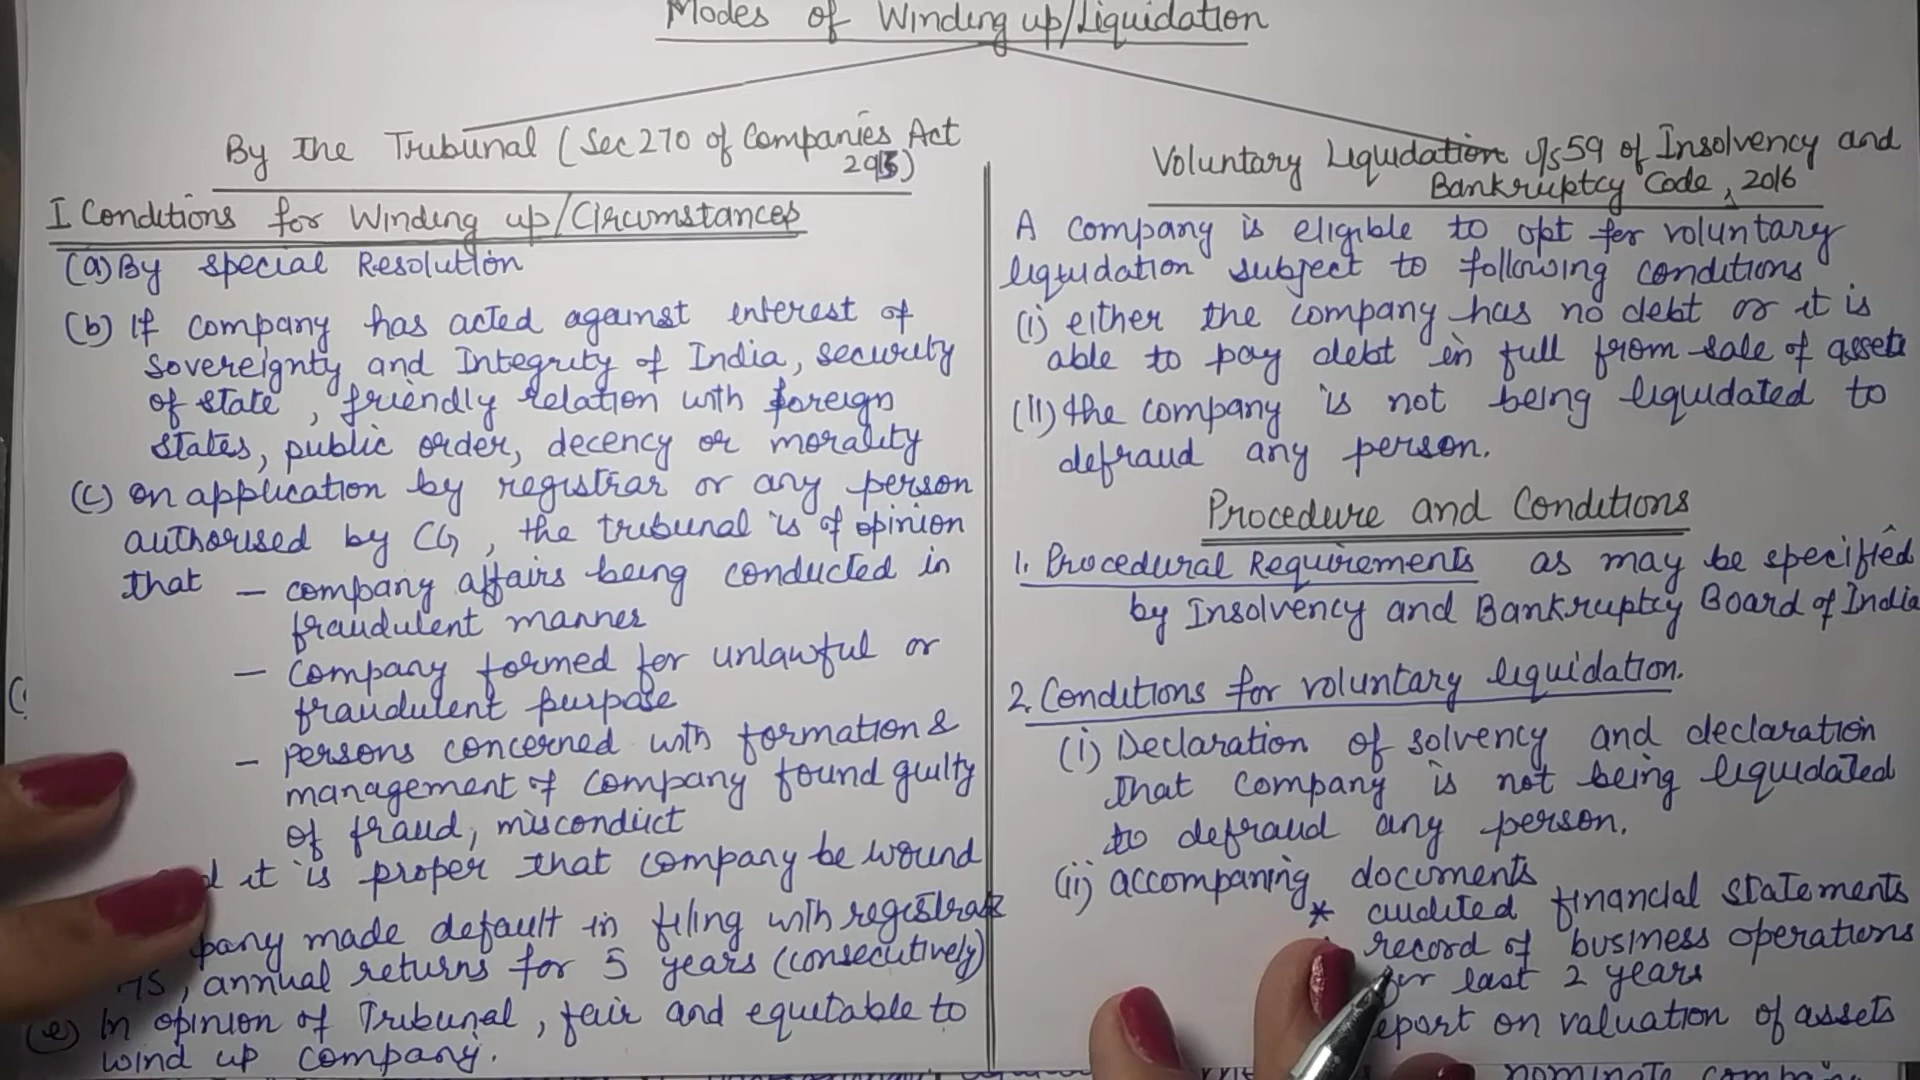 Modes of Winding up/Liquidation
By the Tribunal (Sec 270 of Companies Act
I Conditions for Winding up/Circumstances
(a) By special Resolution
(b) If company has acted against interest of
sovereignty and Integrity of India, security
of state, friendly relation with foreign
states, public order, decency or morality
(c) on application by registrar or any person
authorised by CG, the tribunal is of opinion
that – company affairs being conducted in
fraudulent manner
– company formed for unlawful or
fraudulent purpose
– persons concerned with formation &
management of company found guilty
of fraud, misconduct
it is proper that company be wound
pany made default in filing with registrar
, annual returns for 5 years (consecutively)
(e) In opinion of Tribunal, fair and equitable to
wind up company.
Voluntary Liquidation u/s 59 of Insolvency and
Bankruptcy Code, 2016
A company is eligible to opt for voluntary
liquidation subject to following conditions
(i) either the company has no debt or it is
able to pay debt in full from sale of assets
(ii) the company is not being liquidated to
defraud any person.
Procedure and Conditions
1. Procedural Requirements as may be specified
by Insolvency and Bankruptcy Board of India
2. Conditions for voluntary liquidation.
(i) Declaration of solvency and declaration
that company is not being liquidated
to defraud any person.
(ii) accompaning documents
* audited financial statements
record of business operations
for last 2 years
eport on valuation of assets
nominate